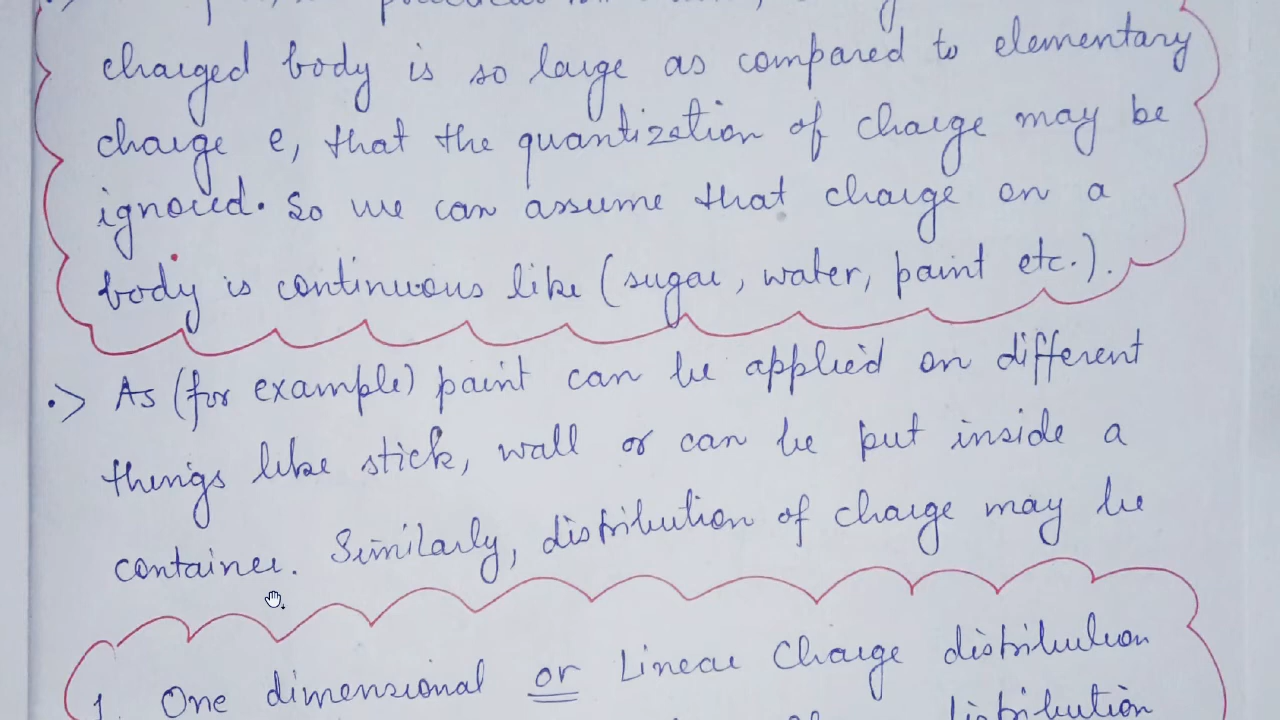 charged body is so large as compared to elementary
charge e, that the quantization of charge may be
ignored. So we can assume that charge on a
body is continuous like (sugar, water, paint etc.).
•> As (for example) paint can be applied on different
things like stick, wall or can be put inside a
container. Similarly, distribution of charge may be
1. One dimensional or Linear Charge distribution
distribution